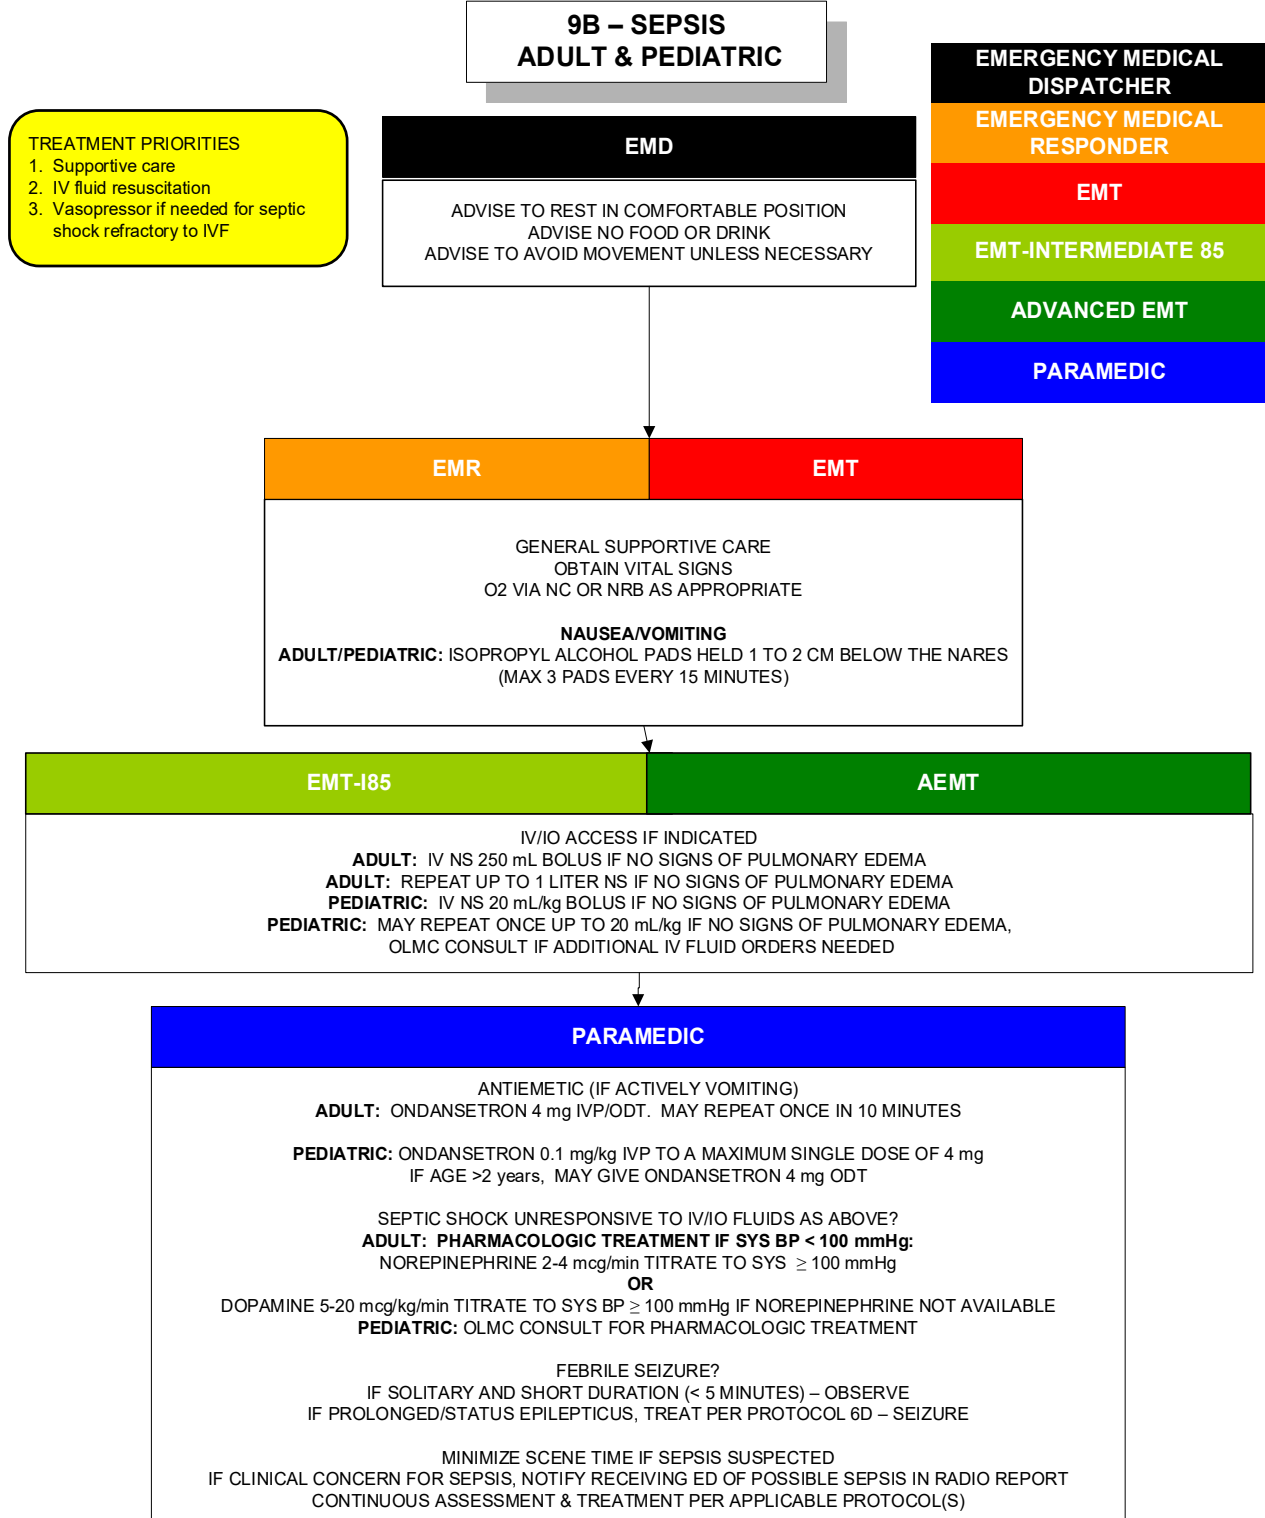 9B – SEPSIS
ADULT & PEDIATRIC
EMERGENCY MEDICAL
DISPATCHER
EMERGENCY MEDICAL
RESPONDER
EMT
EMT-INTERMEDIATE 85
ADVANCED EMT
PARAMEDIC
TREATMENT PRIORITIES
1. Supportive care
2. IV fluid resuscitation
3. Vasopressor if needed for septic
shock refractory to IVF
EMD
ADVISE TO REST IN COMFORTABLE POSITION
ADVISE NO FOOD OR DRINK
ADVISE TO AVOID MOVEMENT UNLESS NECESSARY
EMR
EMT
GENERAL SUPPORTIVE CARE
OBTAIN VITAL SIGNS
O2 VIA NC OR NRB AS APPROPRIATE
NAUSEA/VOMITING
ADULT/PEDIATRIC: ISOPROPYL ALCOHOL PADS HELD 1 TO 2 CM BELOW THE NARES
(MAX 3 PADS EVERY 15 MINUTES)
EMT-I85
AEMT
IV/IO ACCESS IF INDICATED
ADULT: IV NS 250 mL BOLUS IF NO SIGNS OF PULMONARY EDEMA
ADULT: REPEAT UP TO 1 LITER NS IF NO SIGNS OF PULMONARY EDEMA
PEDIATRIC: IV NS 20 mL/kg BOLUS IF NO SIGNS OF PULMONARY EDEMA
PEDIATRIC: MAY REPEAT ONCE UP TO 20 mL/kg IF NO SIGNS OF PULMONARY EDEMA,
OLMC CONSULT IF ADDITIONAL IV FLUID ORDERS NEEDED
PARAMEDIC
ANTIEMETIC (IF ACTIVELY VOMITING)
ADULT: ONDANSETRON 4 mg IVP/ODT. MAY REPEAT ONCE IN 10 MINUTES
PEDIATRIC: ONDANSETRON 0.1 mg/kg IVP TO A MAXIMUM SINGLE DOSE OF 4 mg
IF AGE >2 years, MAY GIVE ONDANSETRON 4 mg ODT
SEPTIC SHOCK UNRESPONSIVE TO IV/IO FLUIDS AS ABOVE?
ADULT: PHARMACOLOGIC TREATMENT IF SYS BP < 100 mmHg:
NOREPINEPHRINE 2-4 mcg/min TITRATE TO SYS ≥ 100 mmHg
OR
DOPAMINE 5-20 mcg/kg/min TITRATE TO SYS BP ≥ 100 mmHg IF NOREPINEPHRINE NOT AVAILABLE
PEDIATRIC: OLMC CONSULT FOR PHARMACOLOGIC TREATMENT
FEBRILE SEIZURE?
IF SOLITARY AND SHORT DURATION (< 5 MINUTES) – OBSERVE
IF PROLONGED/STATUS EPILEPTICUS, TREAT PER PROTOCOL 6D – SEIZURE
MINIMIZE SCENE TIME IF SEPSIS SUSPECTED
IF CLINICAL CONCERN FOR SEPSIS, NOTIFY RECEIVING ED OF POSSIBLE SEPSIS IN RADIO REPORT
CONTINUOUS ASSESSMENT & TREATMENT PER APPLICABLE PROTOCOL(S)